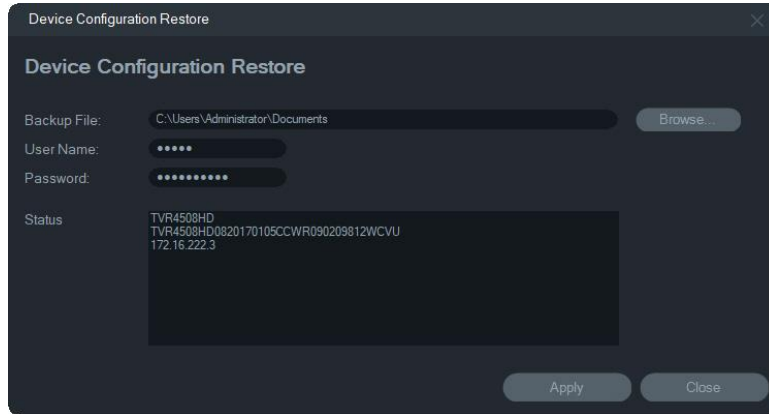 Device Configuration Restore
Device Configuration Restore
Backup File:
C:\Users\Administrator\Documents
Browse...
User Name:
•••••
Password:
••••••••••
Status
TVR4508HD
TVR4508HD0820170105CCWR090209812WCVU
172.16.222.3
Apply
Close